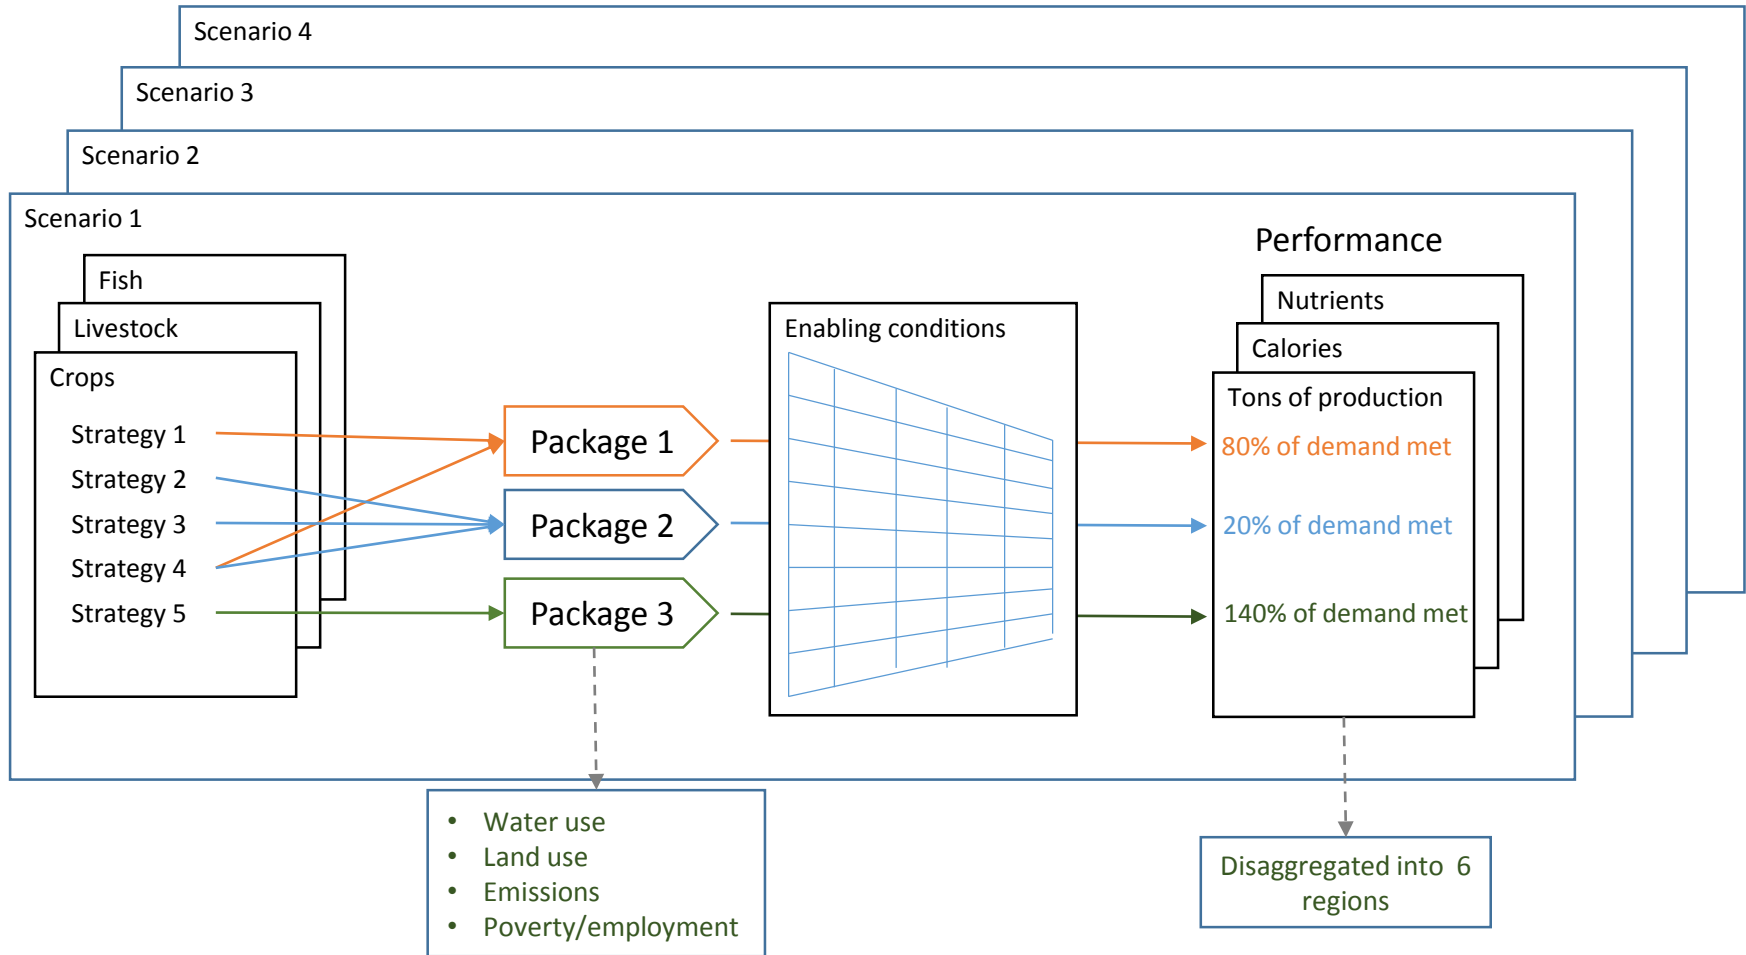 Scenario 4
Scenario 3
Scenario 2
Scenario 1
Fish
Livestock
Crops
Strategy 1
Strategy 2
Strategy 3
Strategy 4
Strategy 5
Package 1
Package 2
Package 3
Enabling conditions
Performance
Nutrients
Calories
Tons of production
80% of demand met
20% of demand met
140% of demand met
• Water use
• Land use
• Emissions
• Poverty/employment
Disaggregated into 6
regions